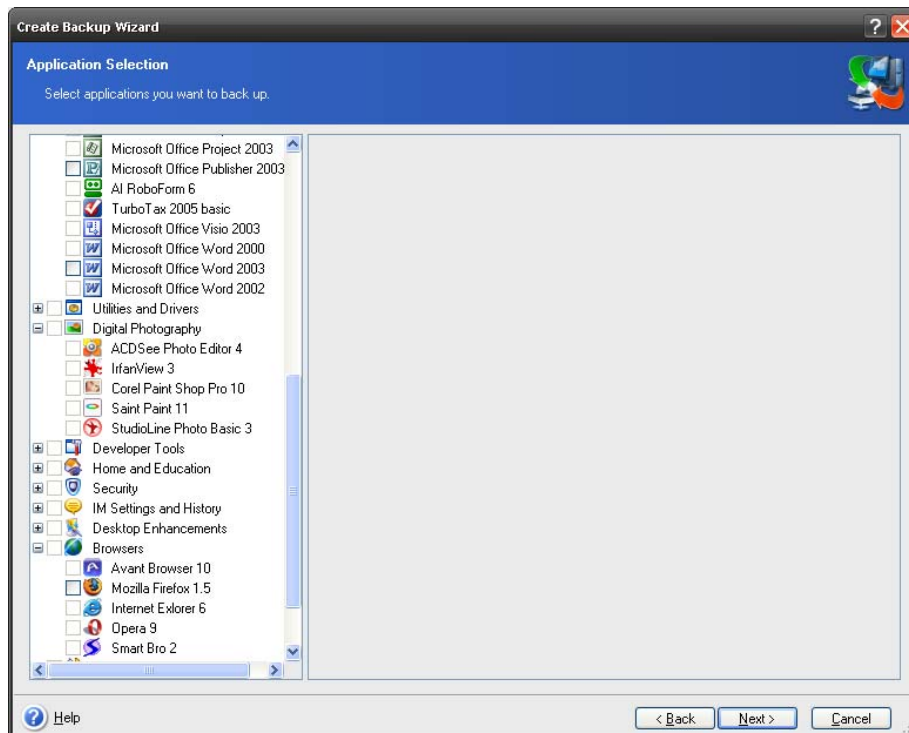 Create Backup Wizard
Application Selection
Select applications you want to back up.
Microsoft Office Project 2003
Microsoft Office Publisher 2003
AI RoboForm 6
TurboTax 2005 basic
Microsoft Office Visio 2003
Microsoft Office Word 2000
Microsoft Office Word 2003
Microsoft Office Word 2002
Utilities and Drivers
Digital Photography
ACDSee Photo Editor 4
IrfanView 3
Corel Paint Shop Pro 10
Saint Paint 11
StudioLine Photo Basic 3
Developer Tools
Home and Education
Security
IM Settings and History
Desktop Enhancements
Browsers
Avant Browser 10
Mozilla Firefox 1.5
Internet Exlorer 6
Opera 9
Smart Bro 2
Help
< Back
Next >
Cancel